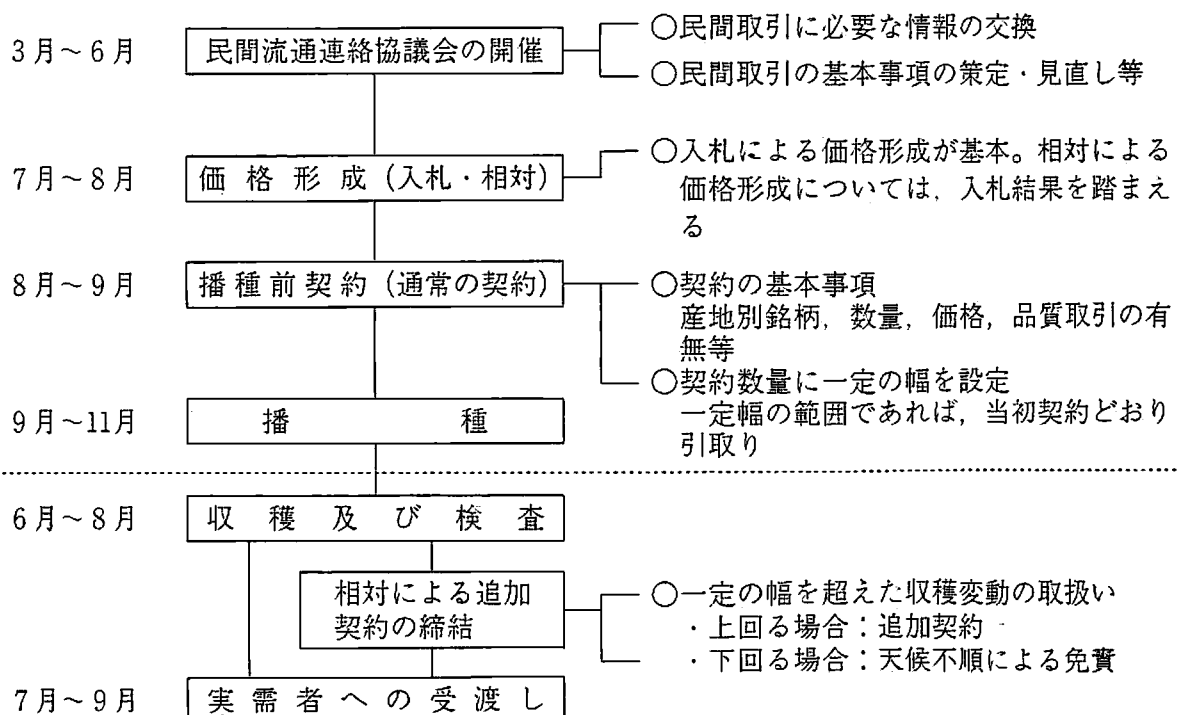 3月~6月 民間流通連絡協議会の開催
○民間取引に必要な情報の交換
○民間取引の基本事項の策定・見直し等
7月~8月 価格形成(入札・相対)
○入札による価格形成が基本。相対による
価格形成については,入札結果を踏まえ
る
8月~9月 播種前契約(通常の契約)
○契約の基本事項
産地別銘柄,数量,価格,品質取引の有
無等
○契約数量に一定の幅を設定
一定幅の範囲であれば,当初契約どおり
引取り
9月~11月 播種
6月~8月 収穫及び検査
相対による追加
契約の締結
○一定の幅を超えた収穫変動の取扱い
・上回る場合:追加契約
・下回る場合:天候不順による免責
7月~9月 実需者への受渡し